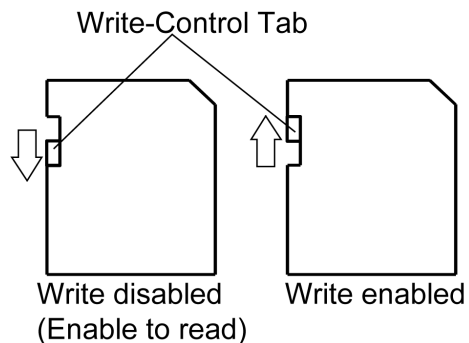 Write-Control Tab
Write disabled
(Enable to read)
Write enabled